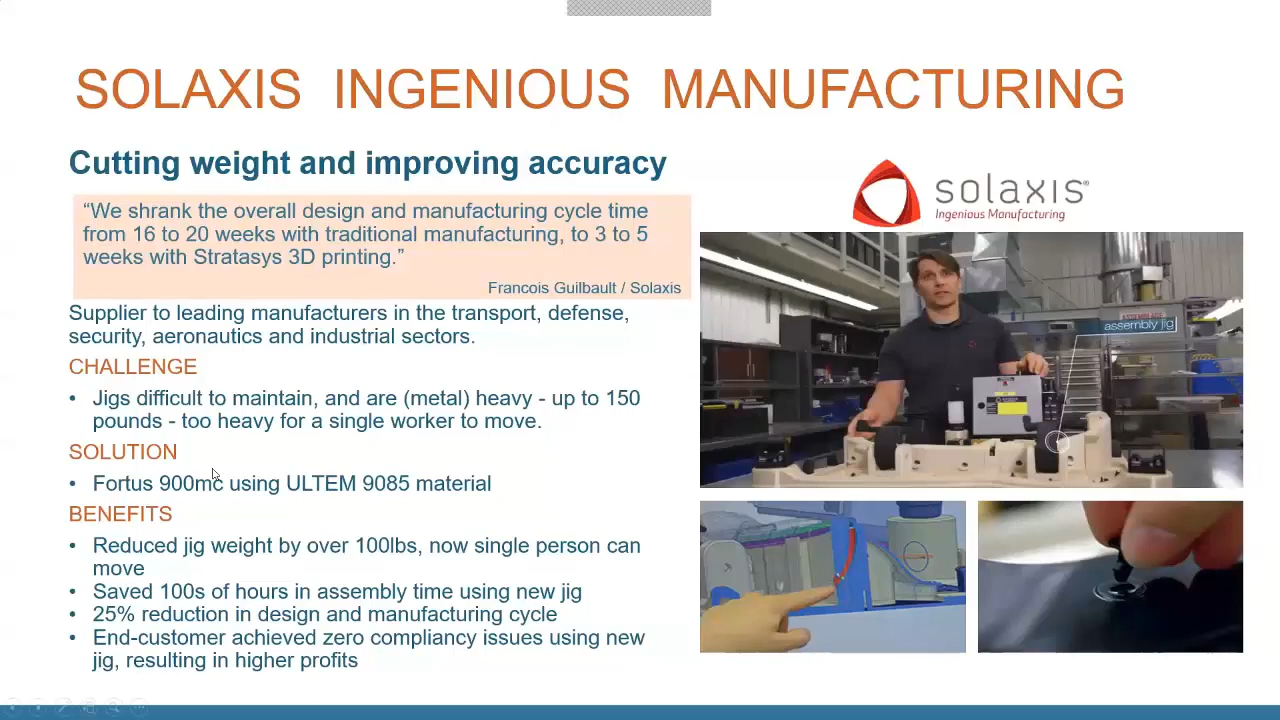 SOLAXIS INGENIOUS MANUFACTURING
Cutting weight and improving accuracy
“We shrank the overall design and manufacturing cycle time
from 16 to 20 weeks with traditional manufacturing, to 3 to 5
weeks with Stratasys 3D printing.”
Francois Guilbault / Solaxis
Supplier to leading manufacturers in the transport, defense,
security, aeronautics and industrial sectors.
CHALLENGE
• Jigs difficult to maintain, and are (metal) heavy - up to 150
pounds - too heavy for a single worker to move.
SOLUTION
• Fortus 900mc using ULTEM 9085 material
BENEFITS
• Reduced jig weight by over 100lbs, now single person can
move
• Saved 100s of hours in assembly time using new jig
• 25% reduction in design and manufacturing cycle
• End-customer achieved zero compliancy issues using new
jig, resulting in higher profits
solaxis®
Ingenious Manufacturing
ASSEMBLAGE
assembly jig